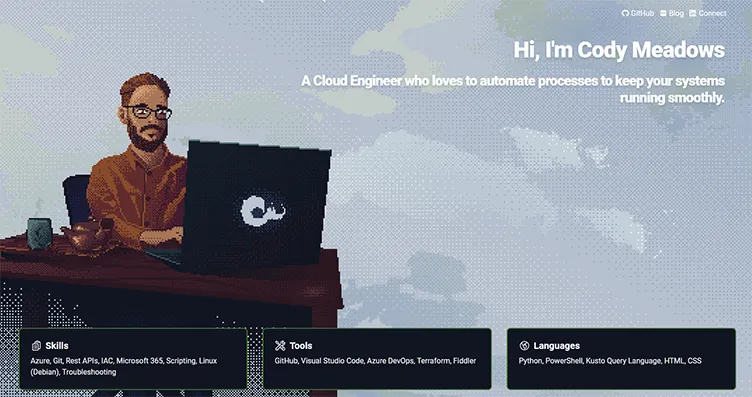 GitHub Blog Connect
Hi, I'm Cody Meadows
A Cloud Engineer who loves to automate processes to keep your systems
running smoothly.
Skills
Azure, Git, Rest APIs, IAC, Microsoft 365, Scripting, Linux
(Debian), Troubleshooting
Tools
GitHub, Visual Studio Code, Azure DevOps, Terraform, Fiddler
Languages
Python, PowerShell, Kusto Query Language, HTML, CSS